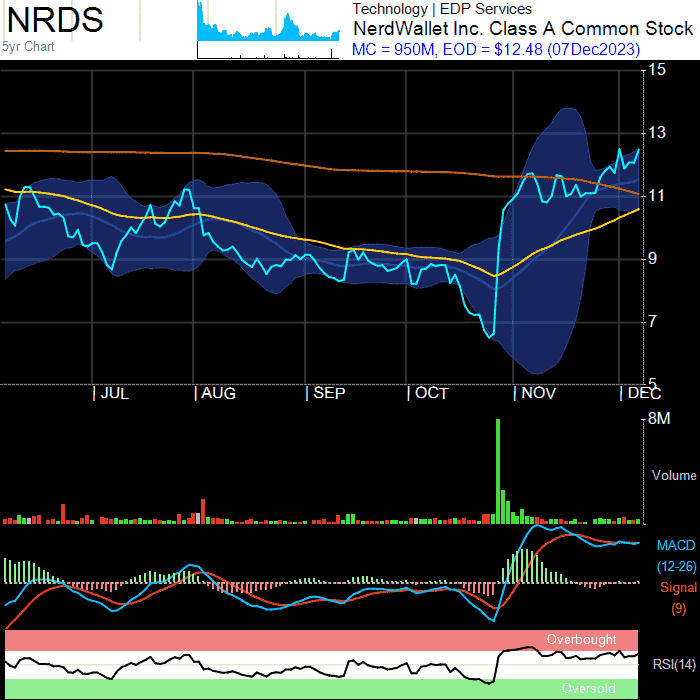 NRDS
5yr Chart
Technology | EDP Services
NerdWallet Inc. Class A Common Stock
MC = 950M, EOD = $12.48 (07Dec2023)
15
13
11
9
7
5
| JUL | AUG | SEP | OCT | NOV | DEC
8M
Volume
MACD
(12-26)
Signal
(9)
Overbought
RSI(14)
Oversold